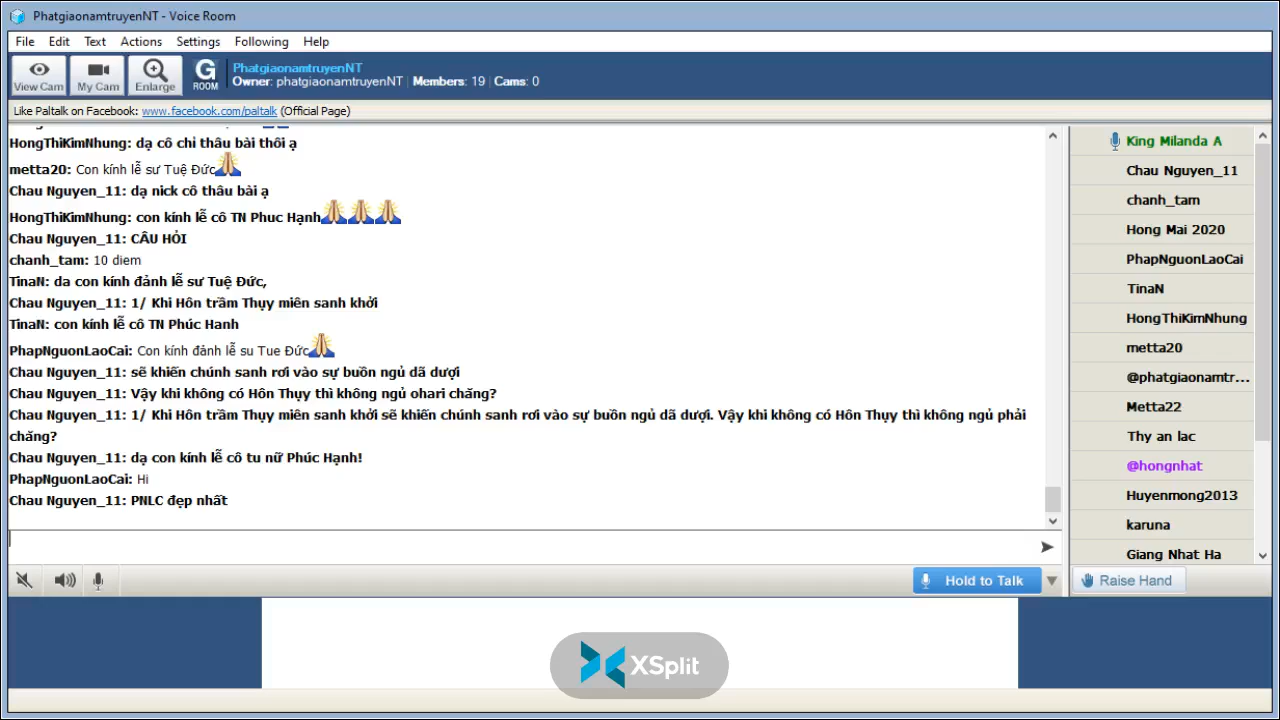 PhatgiaonamtruyenNT - Voice Room
File Edit Text Actions Settings Following Help
View Cam My Cam Enlarge G ROOM
PhatgiaonamtruyenNT
Owner: phatgiaonamtruyenNT Members: 19 Cams: 0
Like Paltalk on Facebook: www.facebook.com/paltalk (Official Page)
HongThiKimNhung: dạ cô chỉ thâu bài thôi ạ
metta20: Con kính lễ sư Tuệ Đức
Chau Nguyen_11: dạ nick cô thâu bài ạ
HongThiKimNhung: con kính lễ cô TN Phuc Hạnh
Chau Nguyen_11: CÂU HỎI
chanh_tam: 10 diem
TinaN: da con kính đảnh lễ sư Tuệ Đức,
Chau Nguyen_11: 1/ Khi Hôn trầm Thụy miên sanh khởi
TinaN: con kính lễ cô TN Phúc Hanh
PhapNguonLaoCai: Con kính đảnh lễ su Tue Đức
Chau Nguyen_11: sẽ khiến chúng sanh rơi vào sự buồn ngủ dã dượi
Chau Nguyen_11: Vậy khi không có Hôn Thụy thì không ngủ ohari chăng?
Chau Nguyen_11: 1/ Khi Hôn trầm Thụy miên sanh khởi sẽ khiến chúng sanh rơi vào sự buồn ngủ dã dượi. Vậy khi không có Hôn Thụy thì không ngủ phải
chăng?
Chau Nguyen_11: dạ con kính lễ cô tu nữ Phúc Hạnh!
PhapNguonLaoCai: Hi
Chau Nguyen_11: PNLC đẹp nhất
Hold to Talk
King Milanda A
Chau Nguyen_11
chanh_tam
Hong Mai 2020
PhapNguonLaoCai
TinaN
HongThiKimNhung
metta20
@phatgiaonamtr...
Metta22
Thy an lac
@hongnhat
Huyenmong2013
karuna
Giang Nhat Ha
Raise Hand
XSplit